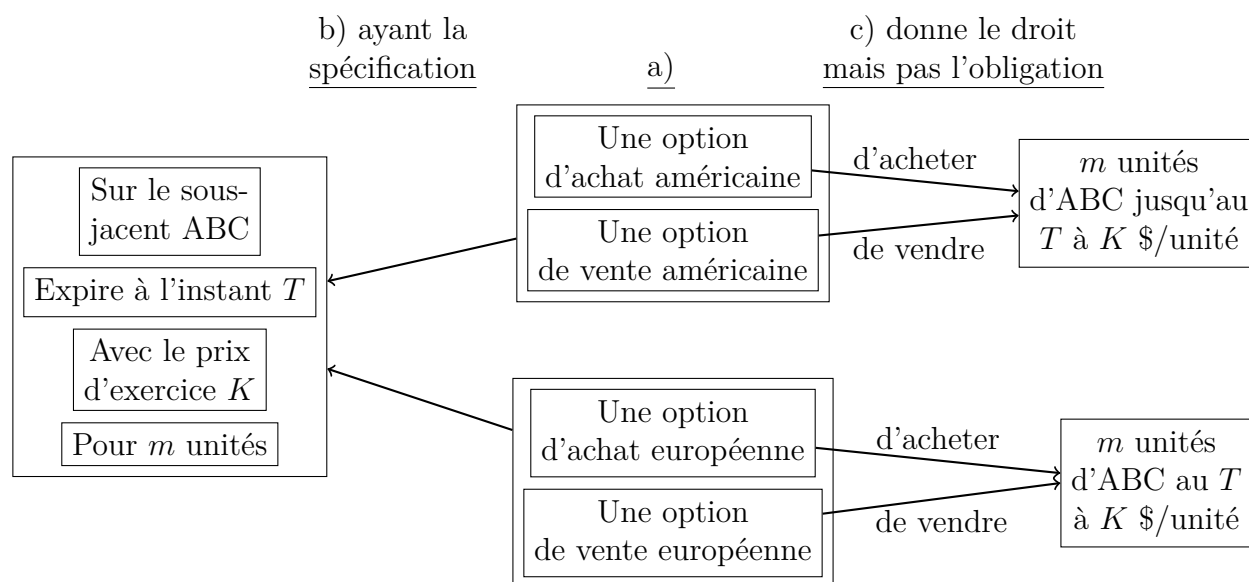 b) ayant la
spécification
a)
c) donne le droit
mais pas l'obligation
Sur le sous-
jacent ABC
Expire à l'instant T
Avec le prix
d'exercice K
Pour m unités
Une option
d'achat américaine
Une option
de vente américaine
d'acheter
de vendre
m unités
d'ABC jusqu'au
T à K $/unité
Une option
d'achat européenne
Une option
de vente européenne
d'acheter
de vendre
m unités
d'ABC au T
à K $/unité